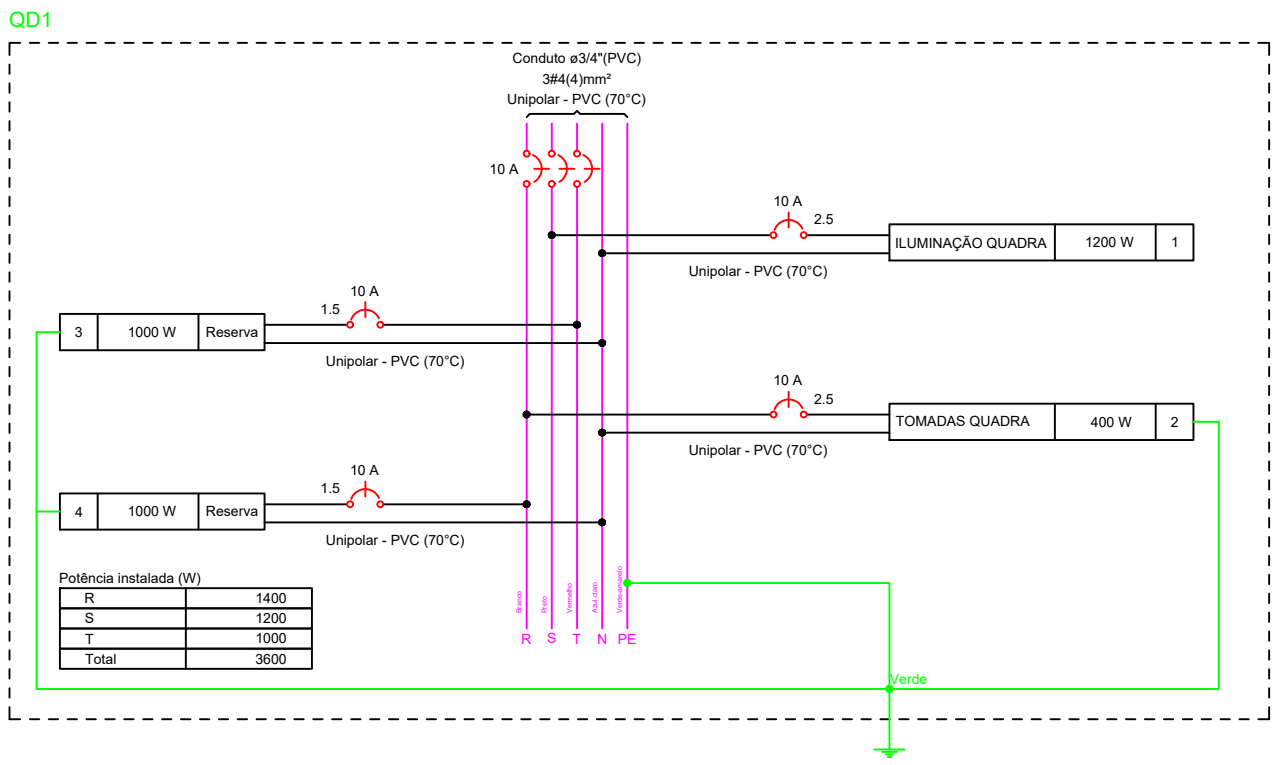 QD1
Conduto ø3/4"(PVC)
3#4(4)mm²
Unipolar - PVC (70°C)
10 A
10 A
2.5
ILUMINAÇÃO QUADRA 1200 W 1
Unipolar - PVC (70°C)
10 A
1.5
3 1000 W Reserva
Unipolar - PVC (70°C)
10 A
2.5
TOMADAS QUADRA 400 W 2
Unipolar - PVC (70°C)
10 A
1.5
4 1000 W Reserva
Unipolar - PVC (70°C)
Potência instalada (W)
R 1400
S 1200
T 1000
Total 3600
Branco
Preto
Vermelho
Azul claro
Verde-amarelo
R S T N PE
Verde